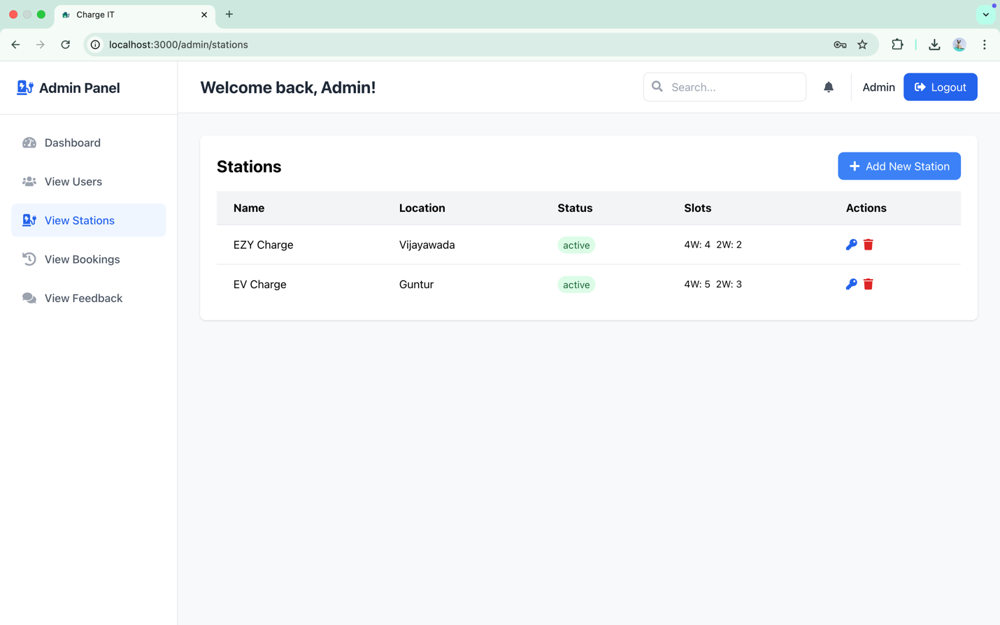 Charge IT
localhost:3000/admin/stations
Admin Panel
Welcome back, Admin!
Search...
Admin
Logout
Dashboard
View Users
View Stations
View Bookings
View Feedback
Stations
Add New Station
Name Location Status Slots Actions
EZY Charge Vijayawada active 4W: 4 2W: 2
EV Charge Guntur active 4W: 5 2W: 3